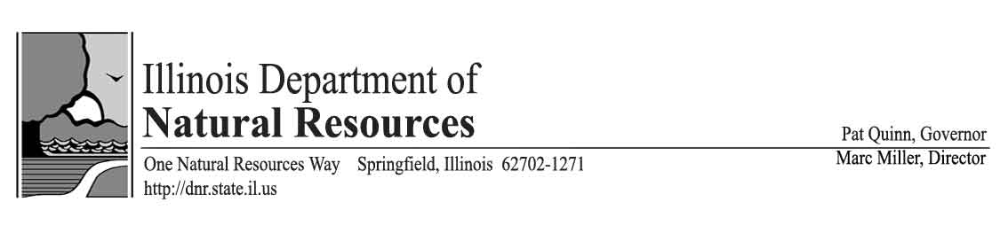 Illinois Department of
Natural Resources
Pat Quinn, Governor
One Natural Resources Way Springfield, Illinois 62702-1271
Marc Miller, Director
http://dnr.state.il.us